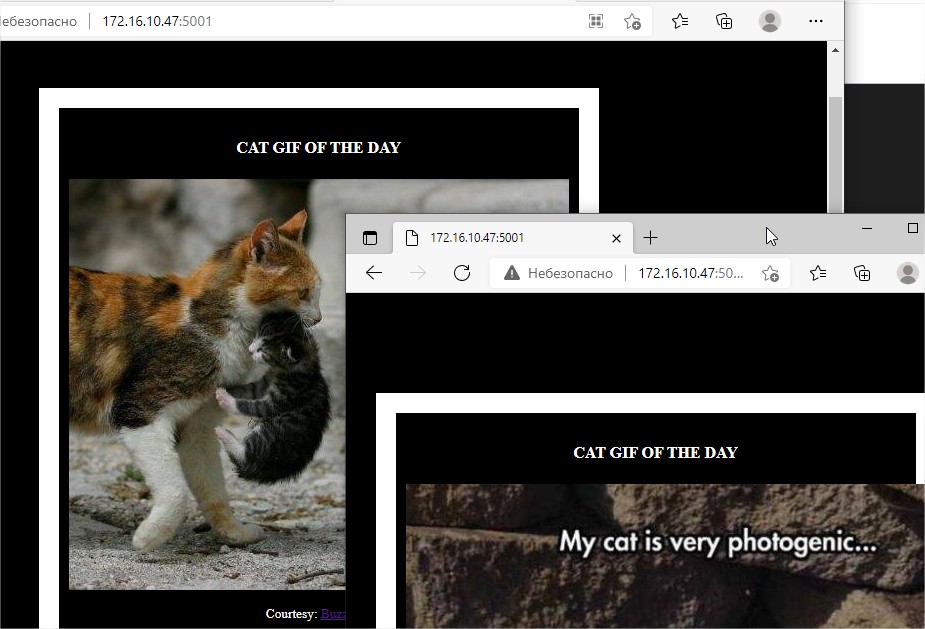 ебезопасно | 172.16.10.47:5001
CAT GIF OF THE DAY
Courtesy: Buzz
172.16.10.47:5001
Небезопасно | 172.16.10.47:50...
CAT GIF OF THE DAY
My cat is very photogenic...